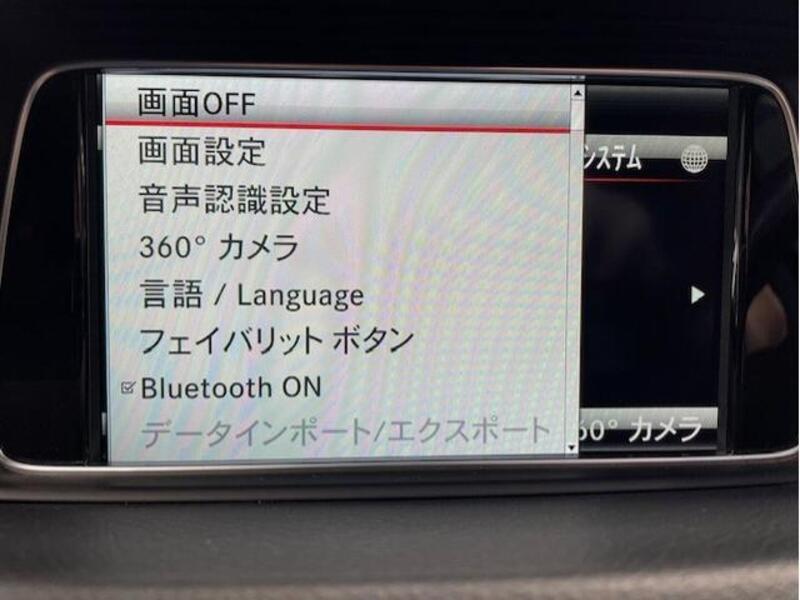 画面OFF
画面設定
音声認識設定
360° カメラ
言語 / Language
フェイバリット ボタン
Bluetooth ON
データインポート/エクスポート
システム
60° カメラ